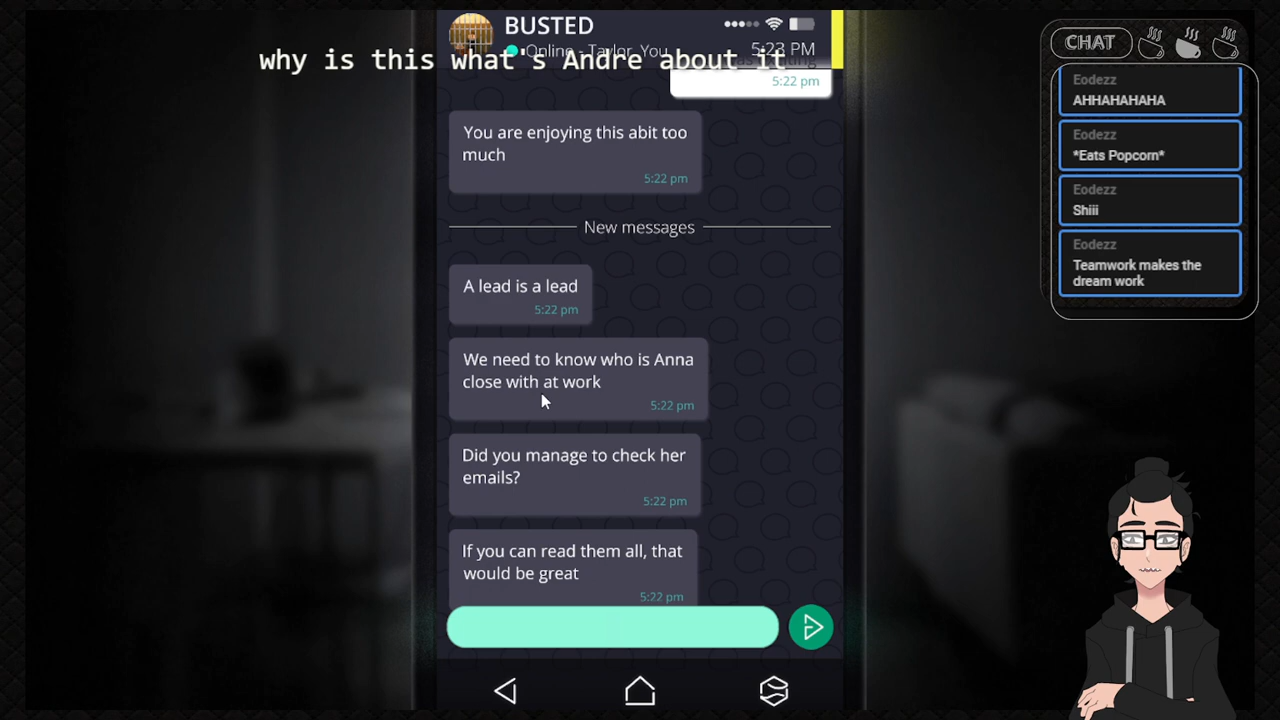 BUSTED
Online - Taylor, You
5:23 PM
why is this what's Andre about it
5:22 pm
You are enjoying this abit too
much
5:22 pm
New messages
A lead is a lead
5:22 pm
We need to know who is Anna
close with at work
5:22 pm
Did you manage to check her
emails?
5:22 pm
If you can read them all, that
would be great
5:22 pm
CHAT
Eodezz
AHHAHAHAHA
Eodezz
*Eats Popcorn*
Eodezz
Shiii
Eodezz
Teamwork makes the
dream work